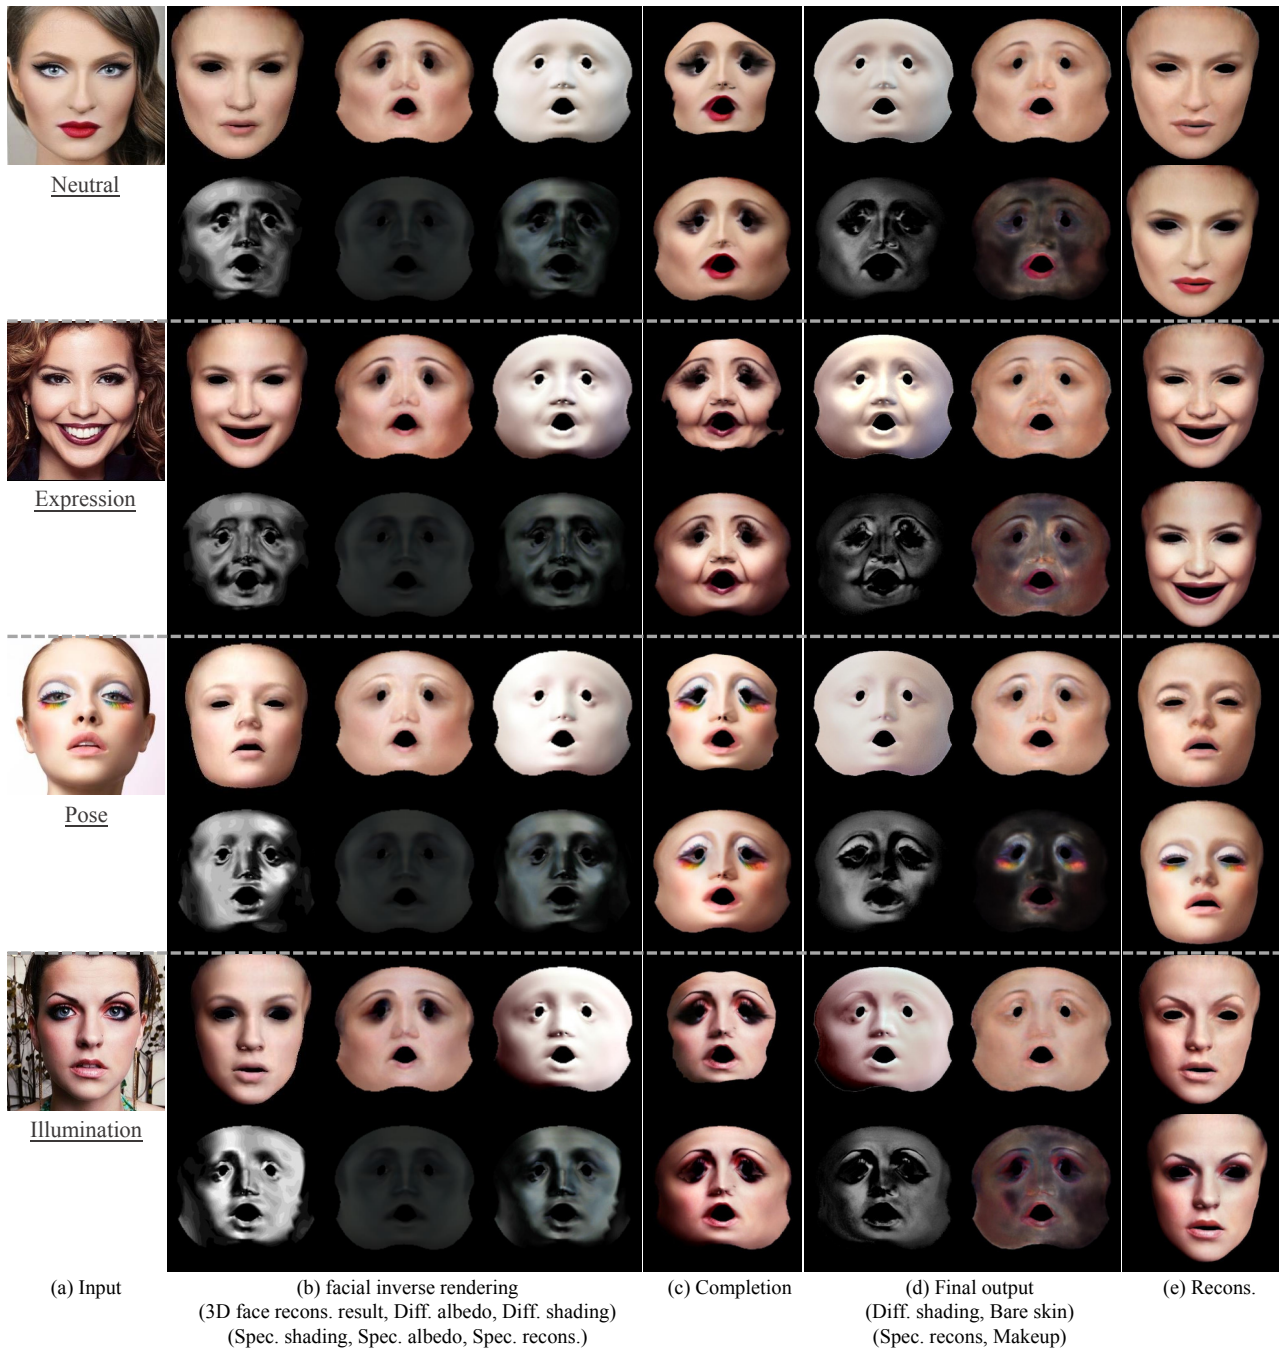 Neutral
Expression
Pose
Illumination
(a) Input
(b) facial inverse rendering
(3D face recons. result, Diff. albedo, Diff. shading)
(Spec. shading, Spec. albedo, Spec. recons.)
(c) Completion
(d) Final output
(Diff. shading, Bare skin)
(Spec. recons, Makeup)
(e) Recons.